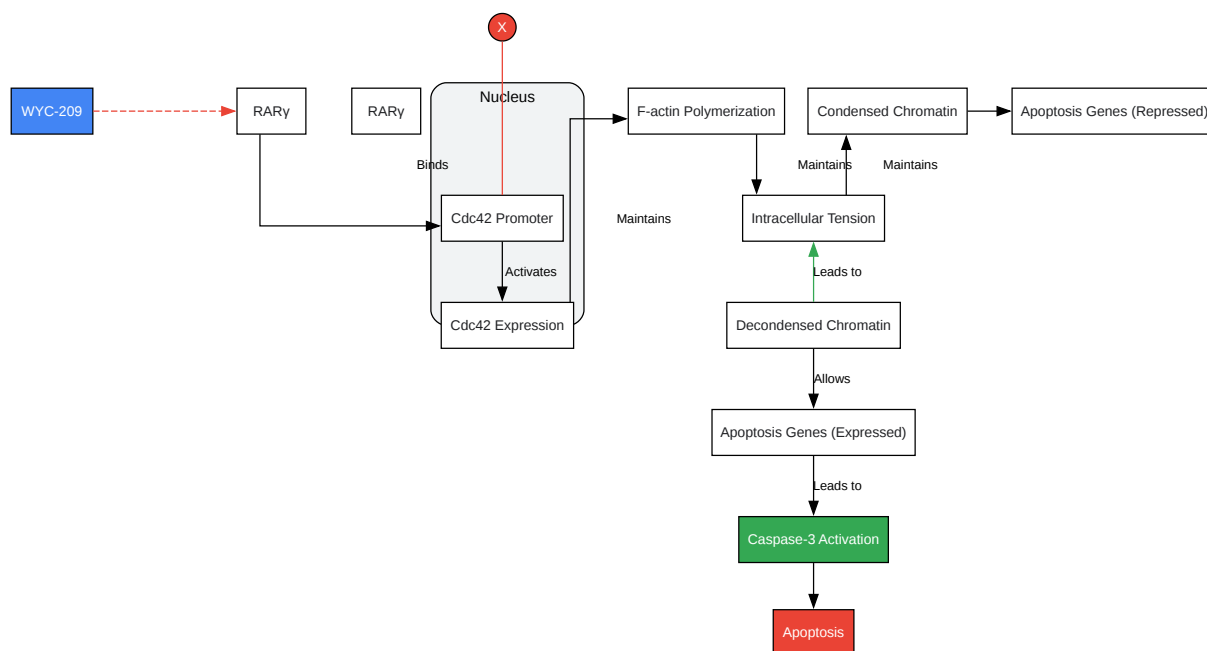 X
Nucleus
WYC-209
RARγ
RARγ
F-actin Polymerization
Condensed Chromatin
Apoptosis Genes (Repressed)
Binds
Maintains
Maintains
Cdc42 Promoter
Maintains
Intracellular Tension
Activates
Leads to
Cdc42 Expression
Decondensed Chromatin
Allows
Apoptosis Genes (Expressed)
Leads to
Caspase-3 Activation
Apoptosis